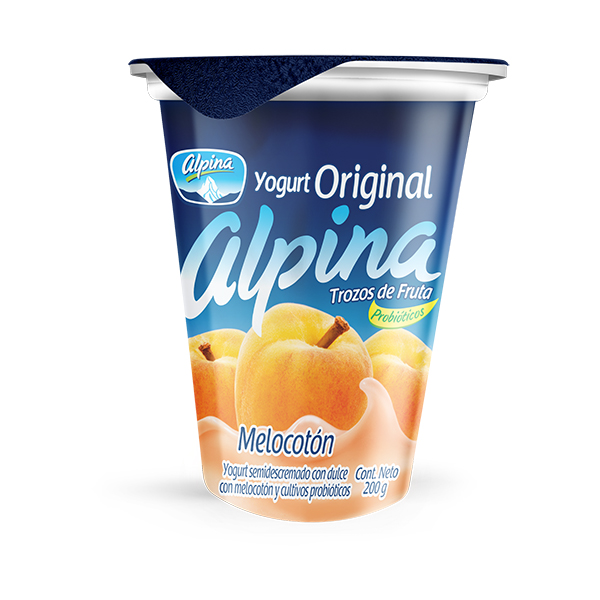 alpina
Yogurt Original
alpina
Trozos de Fruta
Probióticos
Melocotón
Yogurt semidescremado con dulce
con melocotón y cultivos probióticos
Cont. Neto
200 g